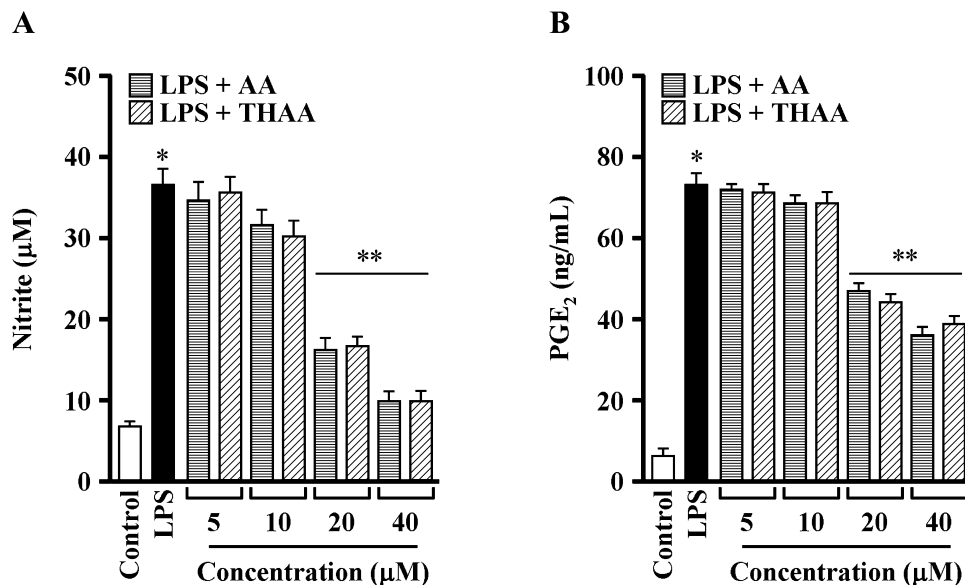 A
Nitrite (μM)
50
40
30
20
10
0
LPS + AA
LPS + THAA
*
**
Control
LPS
5 10 20 40
Concentration (μM)
B
PGE2 (ng/mL)
100
80
60
40
20
0
LPS + AA
LPS + THAA
*
**
Control
LPS
5 10 20 40
Concentration (μM)